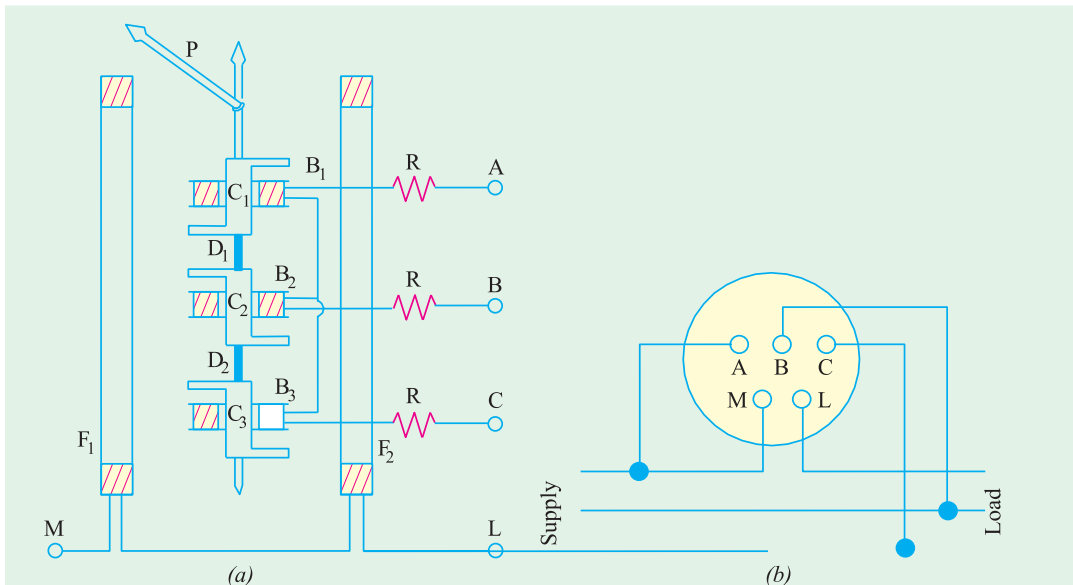 P
B₁
R
A
C₁
D₁
B₂
R
B
C₂
D₂
B₃
R
C
C₃
F₁
F₂
M
L
(a)
A
B
C
M
L
Supply
Load
(b)